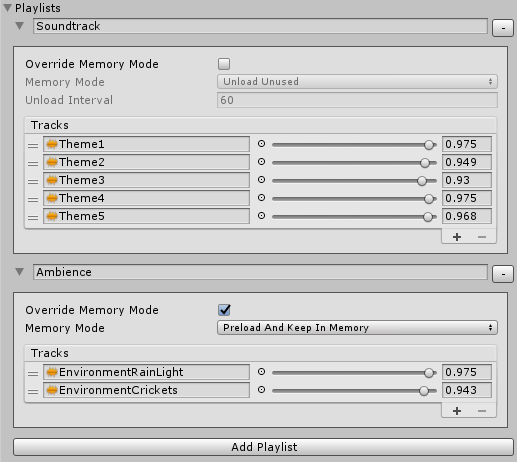 Playlists
Soundtrack
-
Override Memory Mode
Memory Mode Unload Unused
Unload Interval 60
Tracks
Theme1 0.975
Theme2 0.949
Theme3 0.93
Theme4 0.975
Theme5 0.968
+ −
Ambience
-
Override Memory Mode
Memory Mode Preload And Keep In Memory
Tracks
EnvironmentRainLight 0.975
EnvironmentCrickets 0.943
+ −
Add Playlist